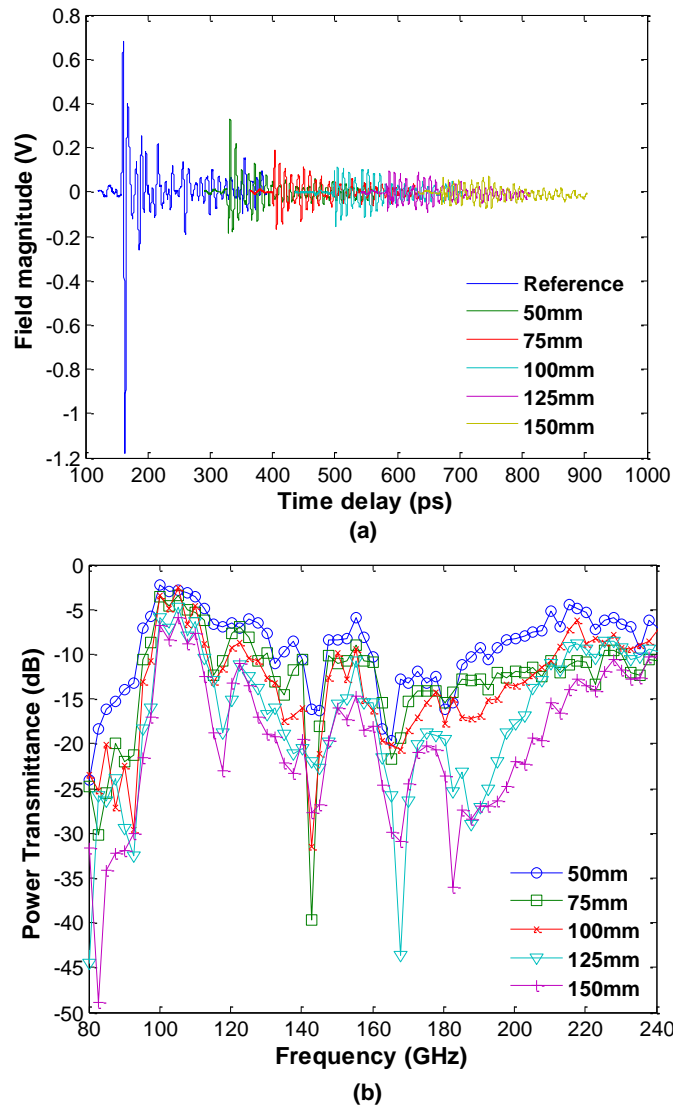 0.8
0.6
0.4
0.2
0
-0.2
-0.4
-0.6
-0.8
-1
-1.2
Field magnitude (V)
Reference
50mm
75mm
100mm
125mm
150mm
100 200 300 400 500 600 700 800 900 1000
Time delay (ps)
(a)
0
-5
-10
-15
-20
-25
-30
-35
-40
-45
-50
Power Transmittance (dB)
50mm
75mm
100mm
125mm
150mm
80 100 120 140 160 180 200 220 240
Frequency (GHz)
(b)